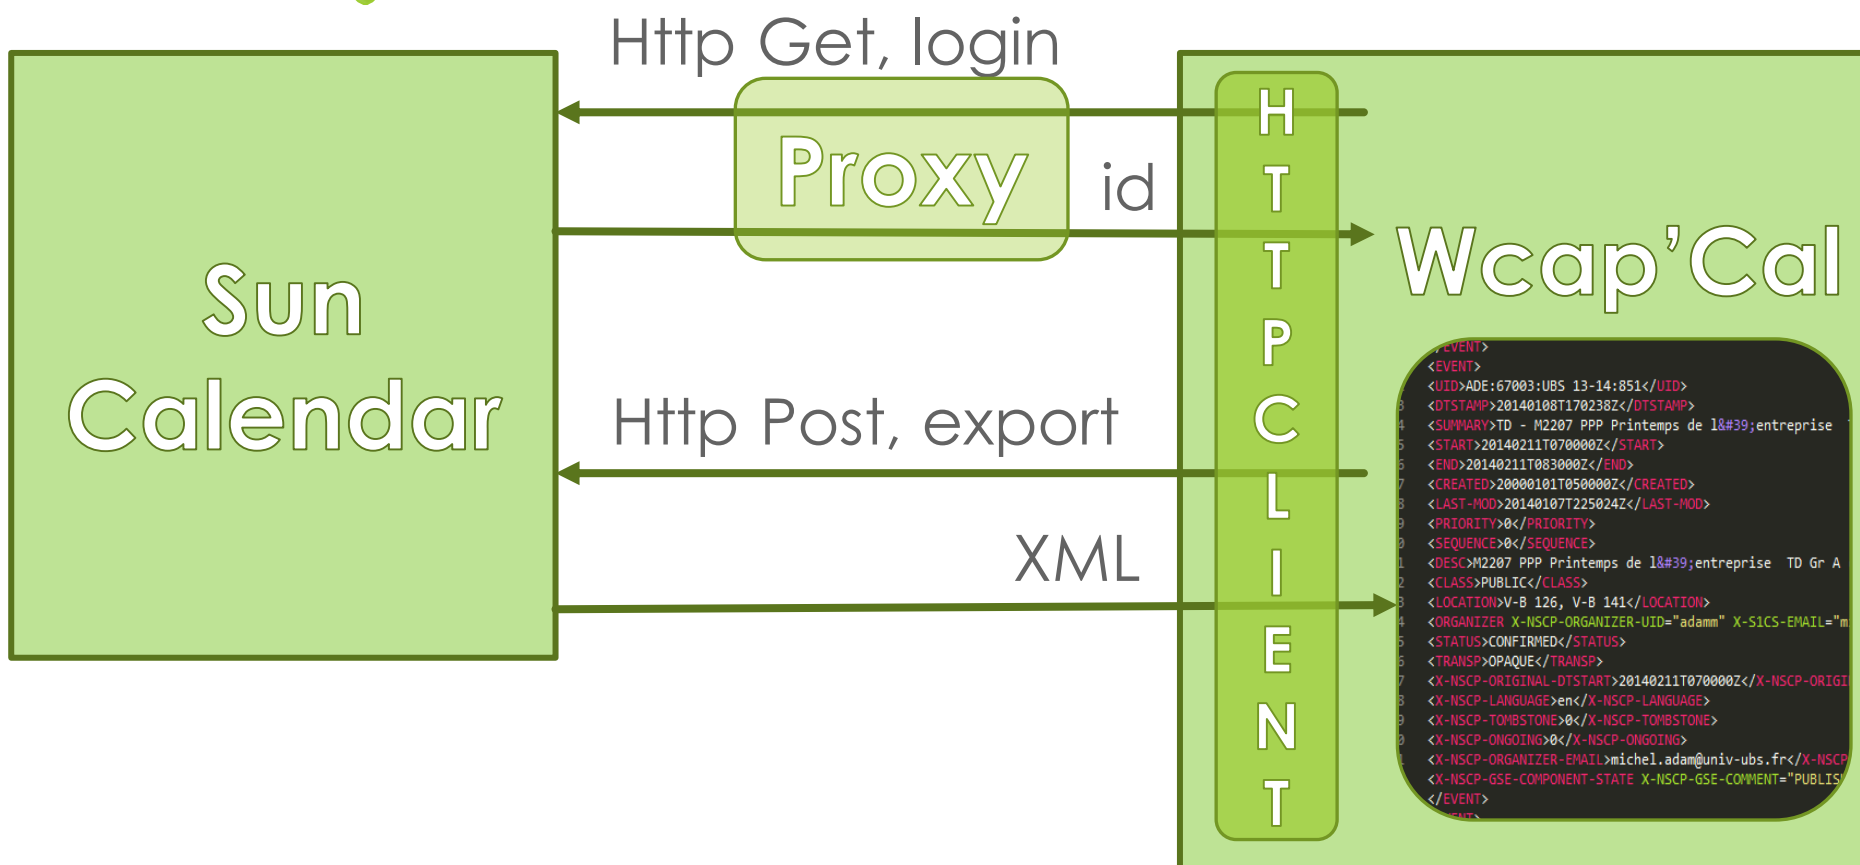 Http Get, login
Proxy
id
Sun
Calendar
Http Post, export
XML
HTTPCLIENT
Wcap’Cal
/EVENT>
<EVENT>
<UID>ADE:67003:UBS 13-14:851</UID>
<DTSTAMP>20140108T170238Z</DTSTAMP>
<SUMMARY>TD - M2207 PPP Printemps de l&#39;entreprise
<START>20140211T070000Z</START>
<END>20140211T083000Z</END>
<CREATED>20000101T050000Z</CREATED>
<LAST-MOD>20140107T225024Z</LAST-MOD>
<PRIORITY>0</PRIORITY>
<SEQUENCE>0</SEQUENCE>
<DESC>M2207 PPP Printemps de l&#39;entreprise  TD Gr A
<CLASS>PUBLIC</CLASS>
<LOCATION>V-B 126, V-B 141</LOCATION>
<ORGANIZER X-NSCP-ORGANIZER-UID="adamm" X-S1CS-EMAIL="m
<STATUS>CONFIRMED</STATUS>
<TRANSP>OPAQUE</TRANSP>
<X-NSCP-ORIGINAL-DTSTART>20140211T070000Z</X-NSCP-ORIGI
<X-NSCP-LANGUAGE>en</X-NSCP-LANGUAGE>
<X-NSCP-TOMBSTONE>0</X-NSCP-TOMBSTONE>
<X-NSCP-ONGOING>0</X-NSCP-ONGOING>
<X-NSCP-ORGANIZER-EMAIL>michel.adam@univ-ubs.fr</X-NSCP
<X-NSCP-GSE-COMPONENT-STATE X-NSCP-GSE-COMMENT="PUBLIS
</EVENT>